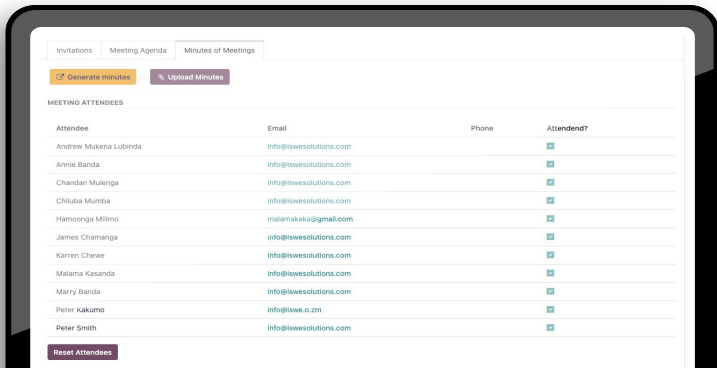 Invitations Meeting Agenda Minutes of Meetings
Generate minutes Upload Minutes
MEETING ATTENDEES
Attendee Email Phone Attendend?
Andrew Mukena Lubinda info@iswesolutions.com
Annie Banda info@iswesolutions.com
Chandan Mulenga info@iswesolutions.com
Chiluba Mumba info@iswesolutions.com
Hamoonga Milimo malamakaka@gmail.com
James Chamanga info@iswesolutions.com
Karren Chewe info@iswesolutions.com
Malama Kasanda info@iswesolutions.com
Marry Banda info@iswesolutions.com
Peter Kakumo info@iswe.o.zm
Peter Smith info@iswesolutions.com
Reset Attendees